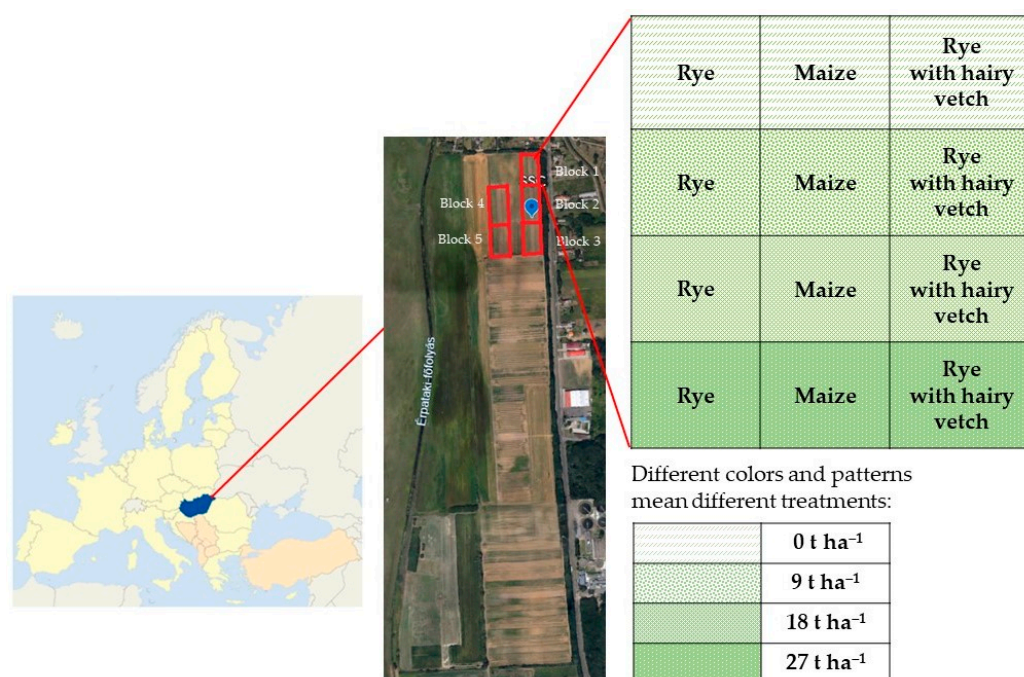 Rye
Maize
Rye
with hairy
vetch
Rye
Maize
Rye
with hairy
vetch
Rye
Maize
Rye
with hairy
vetch
Rye
Maize
Rye
with hairy
vetch
Block 1
Block 4
Block 2
Block 5
Block 3
Érpataki-főfolyás
Different colors and patterns
mean different treatments:
0 t ha⁻¹
9 t ha⁻¹
18 t ha⁻¹
27 t ha⁻¹